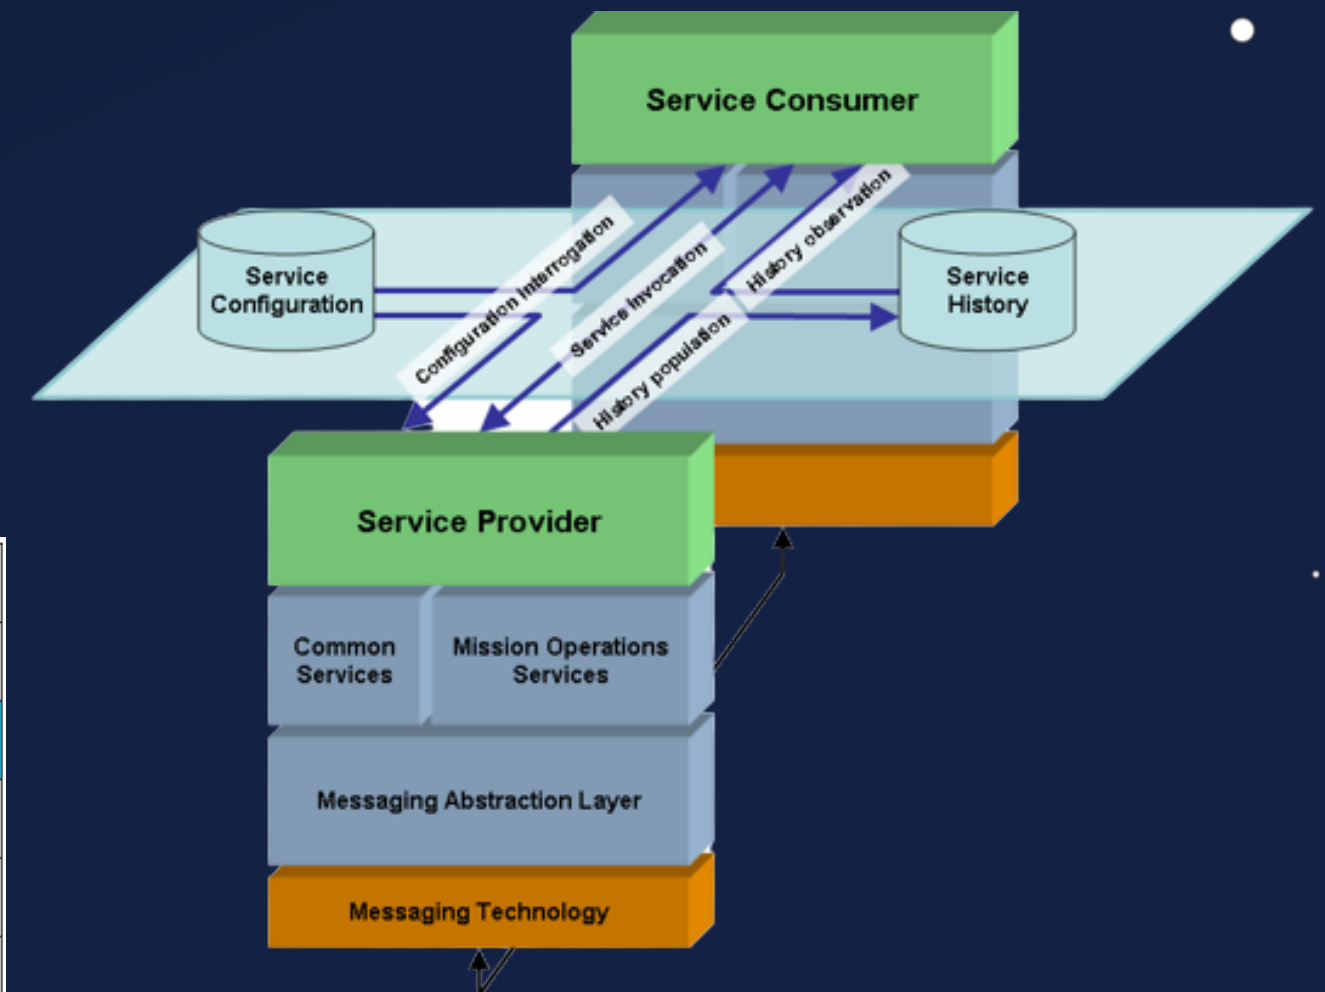 Service Consumer
Configuration interrogation
Service invocation
History observation
History population
Service
Configuration
Service
History
Service Provider
Common
Services
Mission Operations
Services
Messaging Abstraction Layer
Messaging Technology